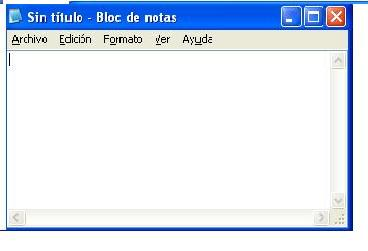 Sin título - Bloc de notas
Archivo Edición Formato Ver Ayuda